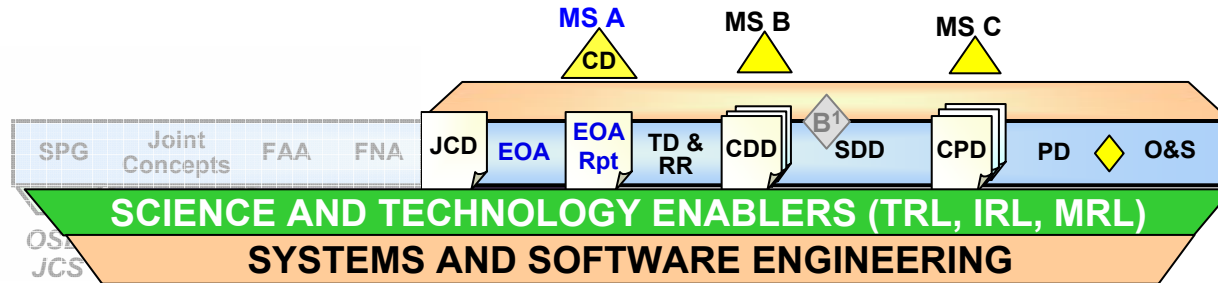 MS A
MS B
MS C
CD
B1
SPG
Joint
Concepts
FAA
FNA
JCD
EOA
EOA
Rpt
TD &
RR
CDD
SDD
CPD
PD
O&S
SCIENCE AND TECHNOLOGY ENABLERS (TRL, IRL, MRL)
JCS
SYSTEMS AND SOFTWARE ENGINEERING